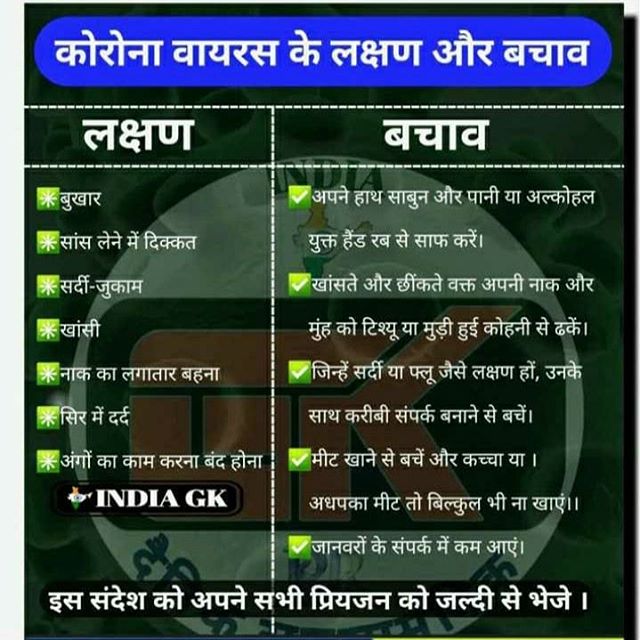 कोरोना वायरस के लक्षण और बचाव
लक्षण
बुखार
सांस लेने में दिक्कत
सर्दी-जुकाम
खांसी
नाक का लगातार बहना
सिर में दर्द
अंगों का काम करना बंद होना
INDIA GK
बचाव
अपने हाथ साबुन और पानी या अल्कोहल
युक्त हैंड रब से साफ करें।
खांसते और छींकते वक्त अपनी नाक और
मुंह को टिश्यू या मुड़ी हुई कोहनी से ढकें।
जिन्हें सर्दी या फ्लू जैसे लक्षण हों, उनके
साथ करीबी संपर्क बनाने से बचें।
मीट खाने से बचें और कच्चा या ।
अधपका मीट तो बिल्कुल भी ना खाएं।।
जानवरों के संपर्क में कम आएं।
इस संदेश को अपने सभी प्रियजन को जल्दी से भेजे ।
INDIA
GK